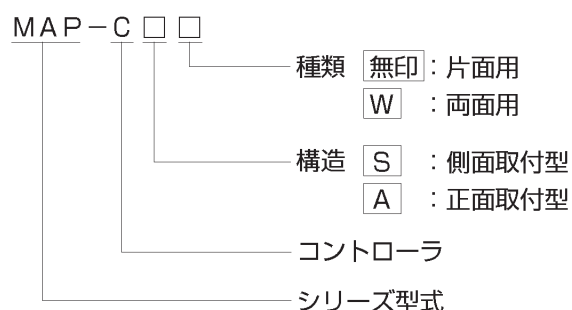 MAP－C□□
種類 無印：片面用
W：両面用
構造 S：側面取付型
A：正面取付型
コントローラ
シリーズ型式